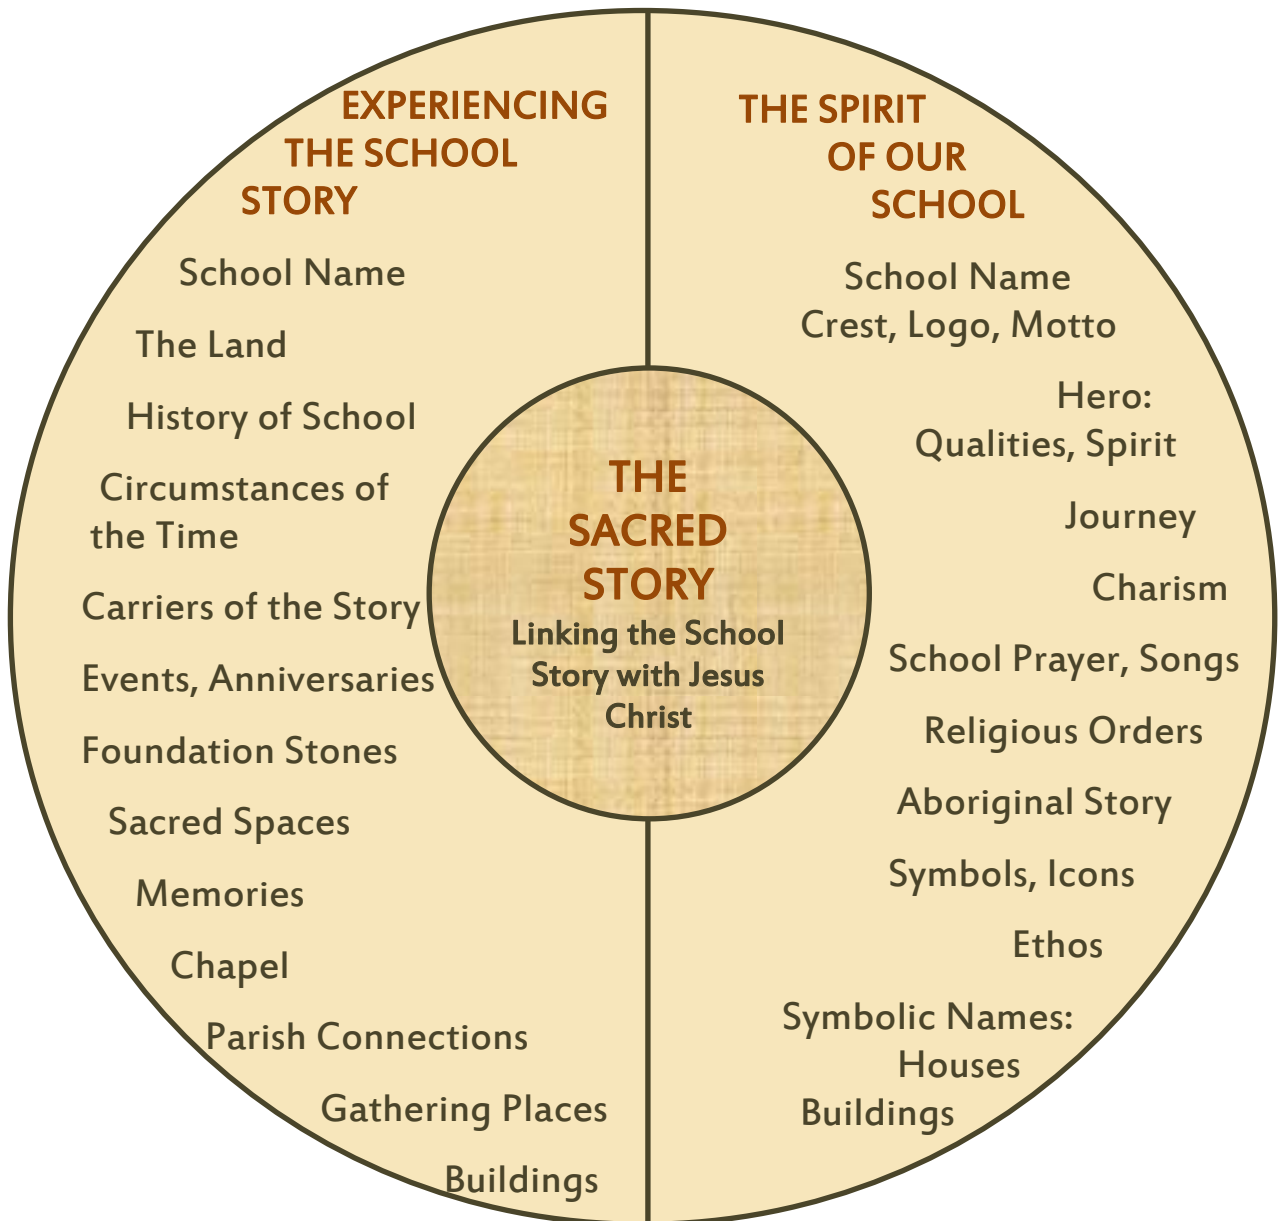 EXPERIENCING
THE SCHOOL
STORY
School Name
The Land
History of School
Circumstances of
the Time
Carriers of the Story
Events, Anniversaries
Foundation Stones
Sacred Spaces
Memories
Chapel
Parish Connections
Gathering Places
Buildings
THE
SACRED
STORY
Linking the School
Story with Jesus
Christ
THE SPIRIT
OF OUR
SCHOOL
School Name
Crest, Logo, Motto
Hero:
Qualities, Spirit
Journey
Charism
School Prayer, Songs
Religious Orders
Aboriginal Story
Symbols, Icons
Ethos
Symbolic Names:
Houses
Buildings